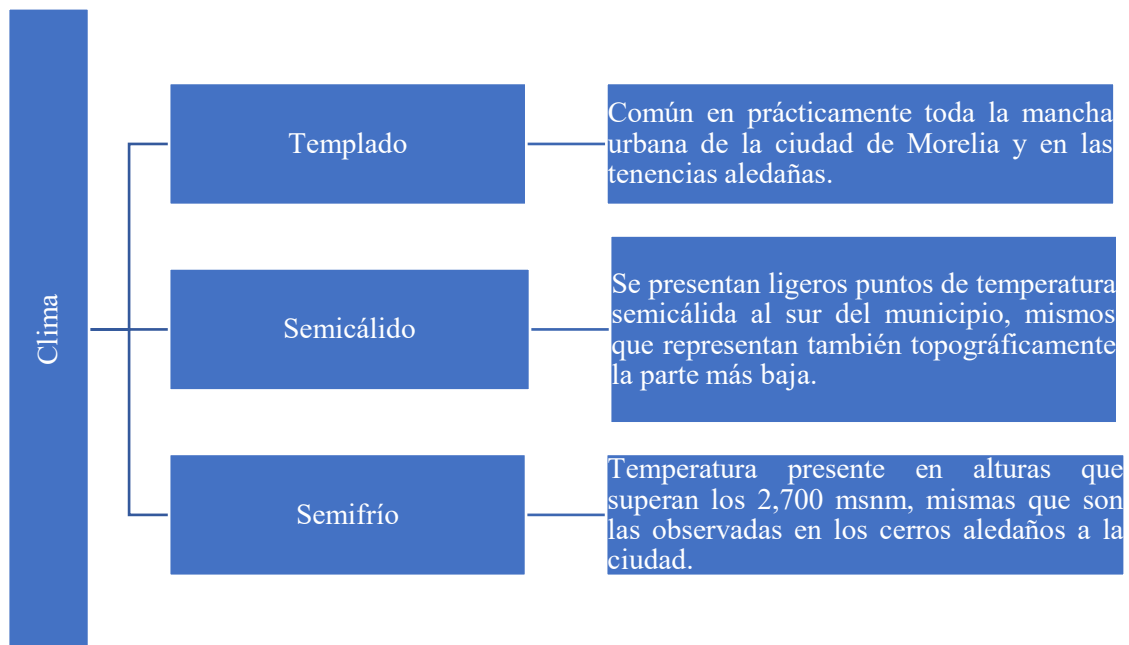 Clima
Templado
Común en prácticamente toda la mancha
urbana de la ciudad de Morelia y en las
tenencias aledañas.
Semicálido
Se presentan ligeros puntos de temperatura
semicálida al sur del municipio, mismos
que representan también topográficamente
la parte más baja.
Semifrío
Temperatura presente en alturas que
superan los 2,700 msnm, mismas que son
las observadas en los cerros aledaños a la
ciudad.